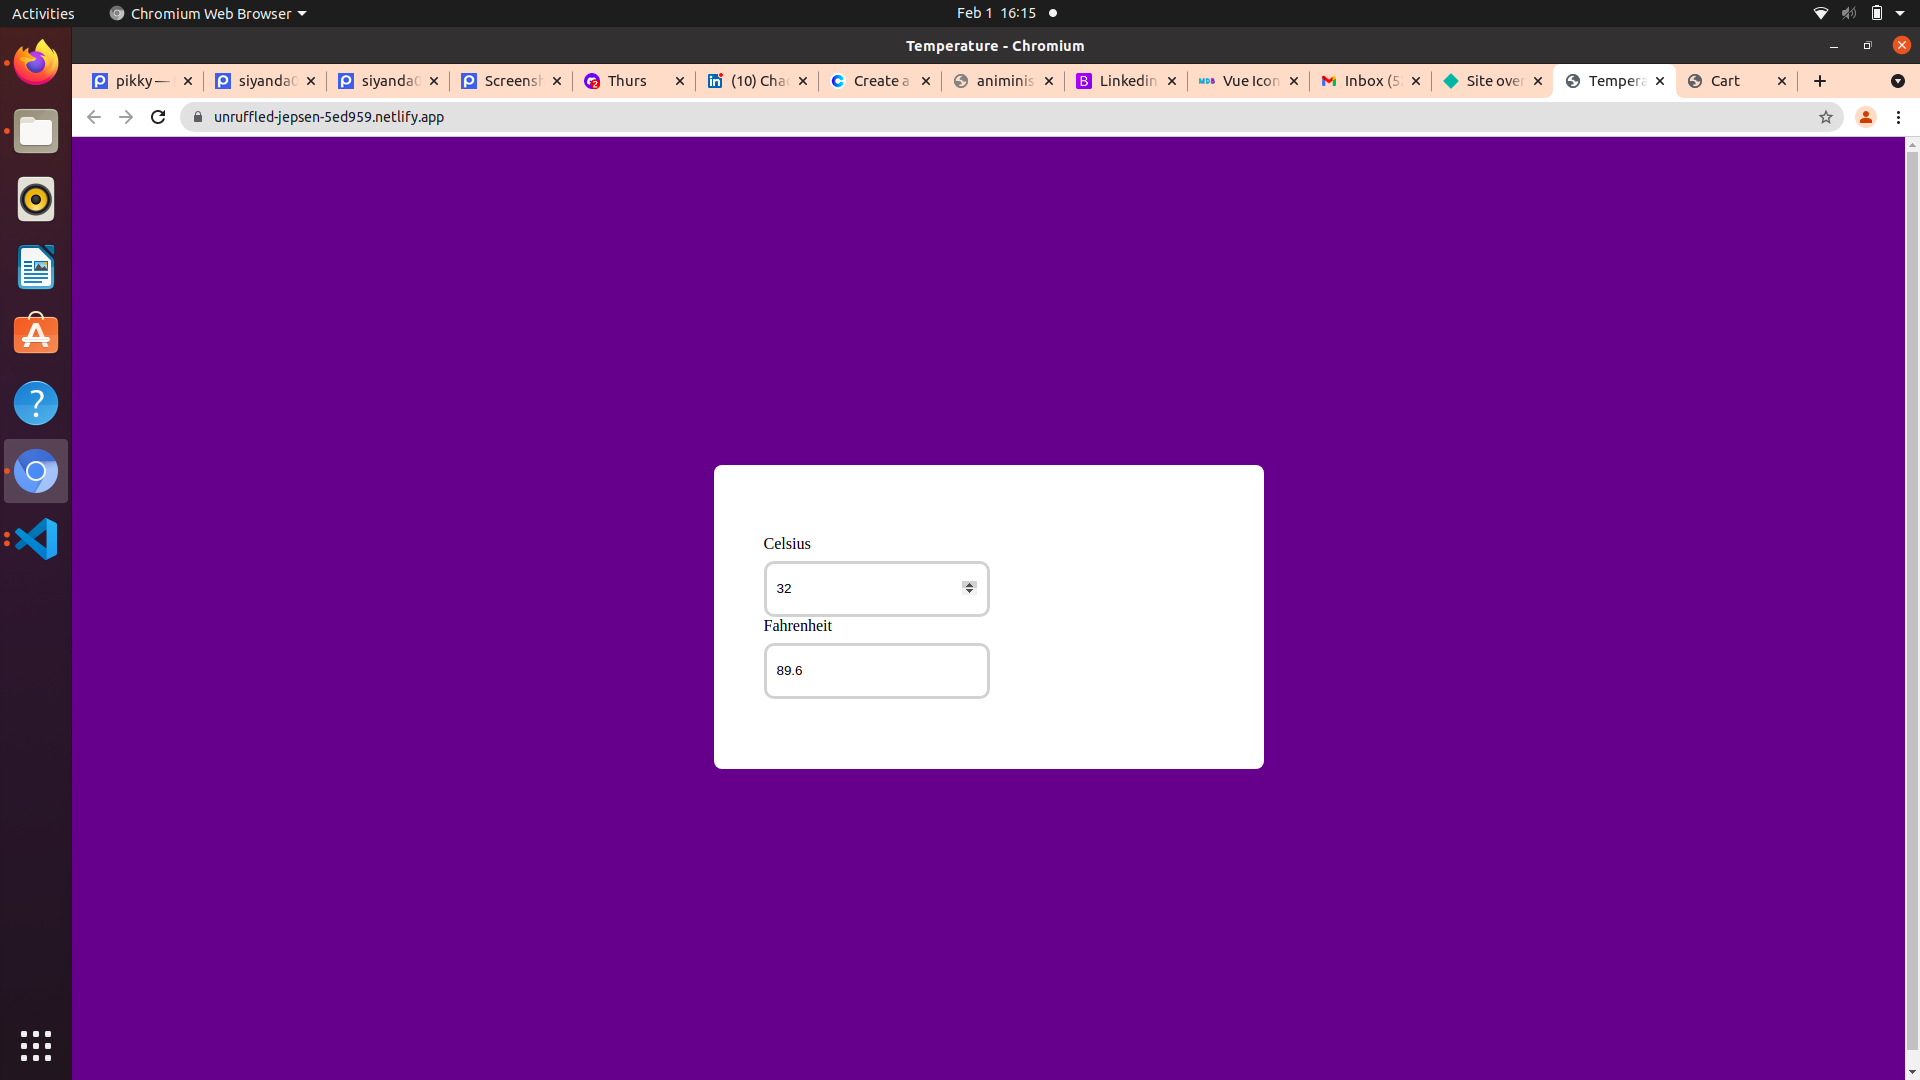 Activities Chromium Web Browser Feb 1 16:15
Temperature - Chromium
pikky — siyanda siyanda Screensh Thurs (10) Cha Create a animinis Linkedin Vue Icon Inbox (5 Site over Tempera Cart
unruffled-jepsen-5ed959.netlify.app
Celsius
32
Fahrenheit
89.6